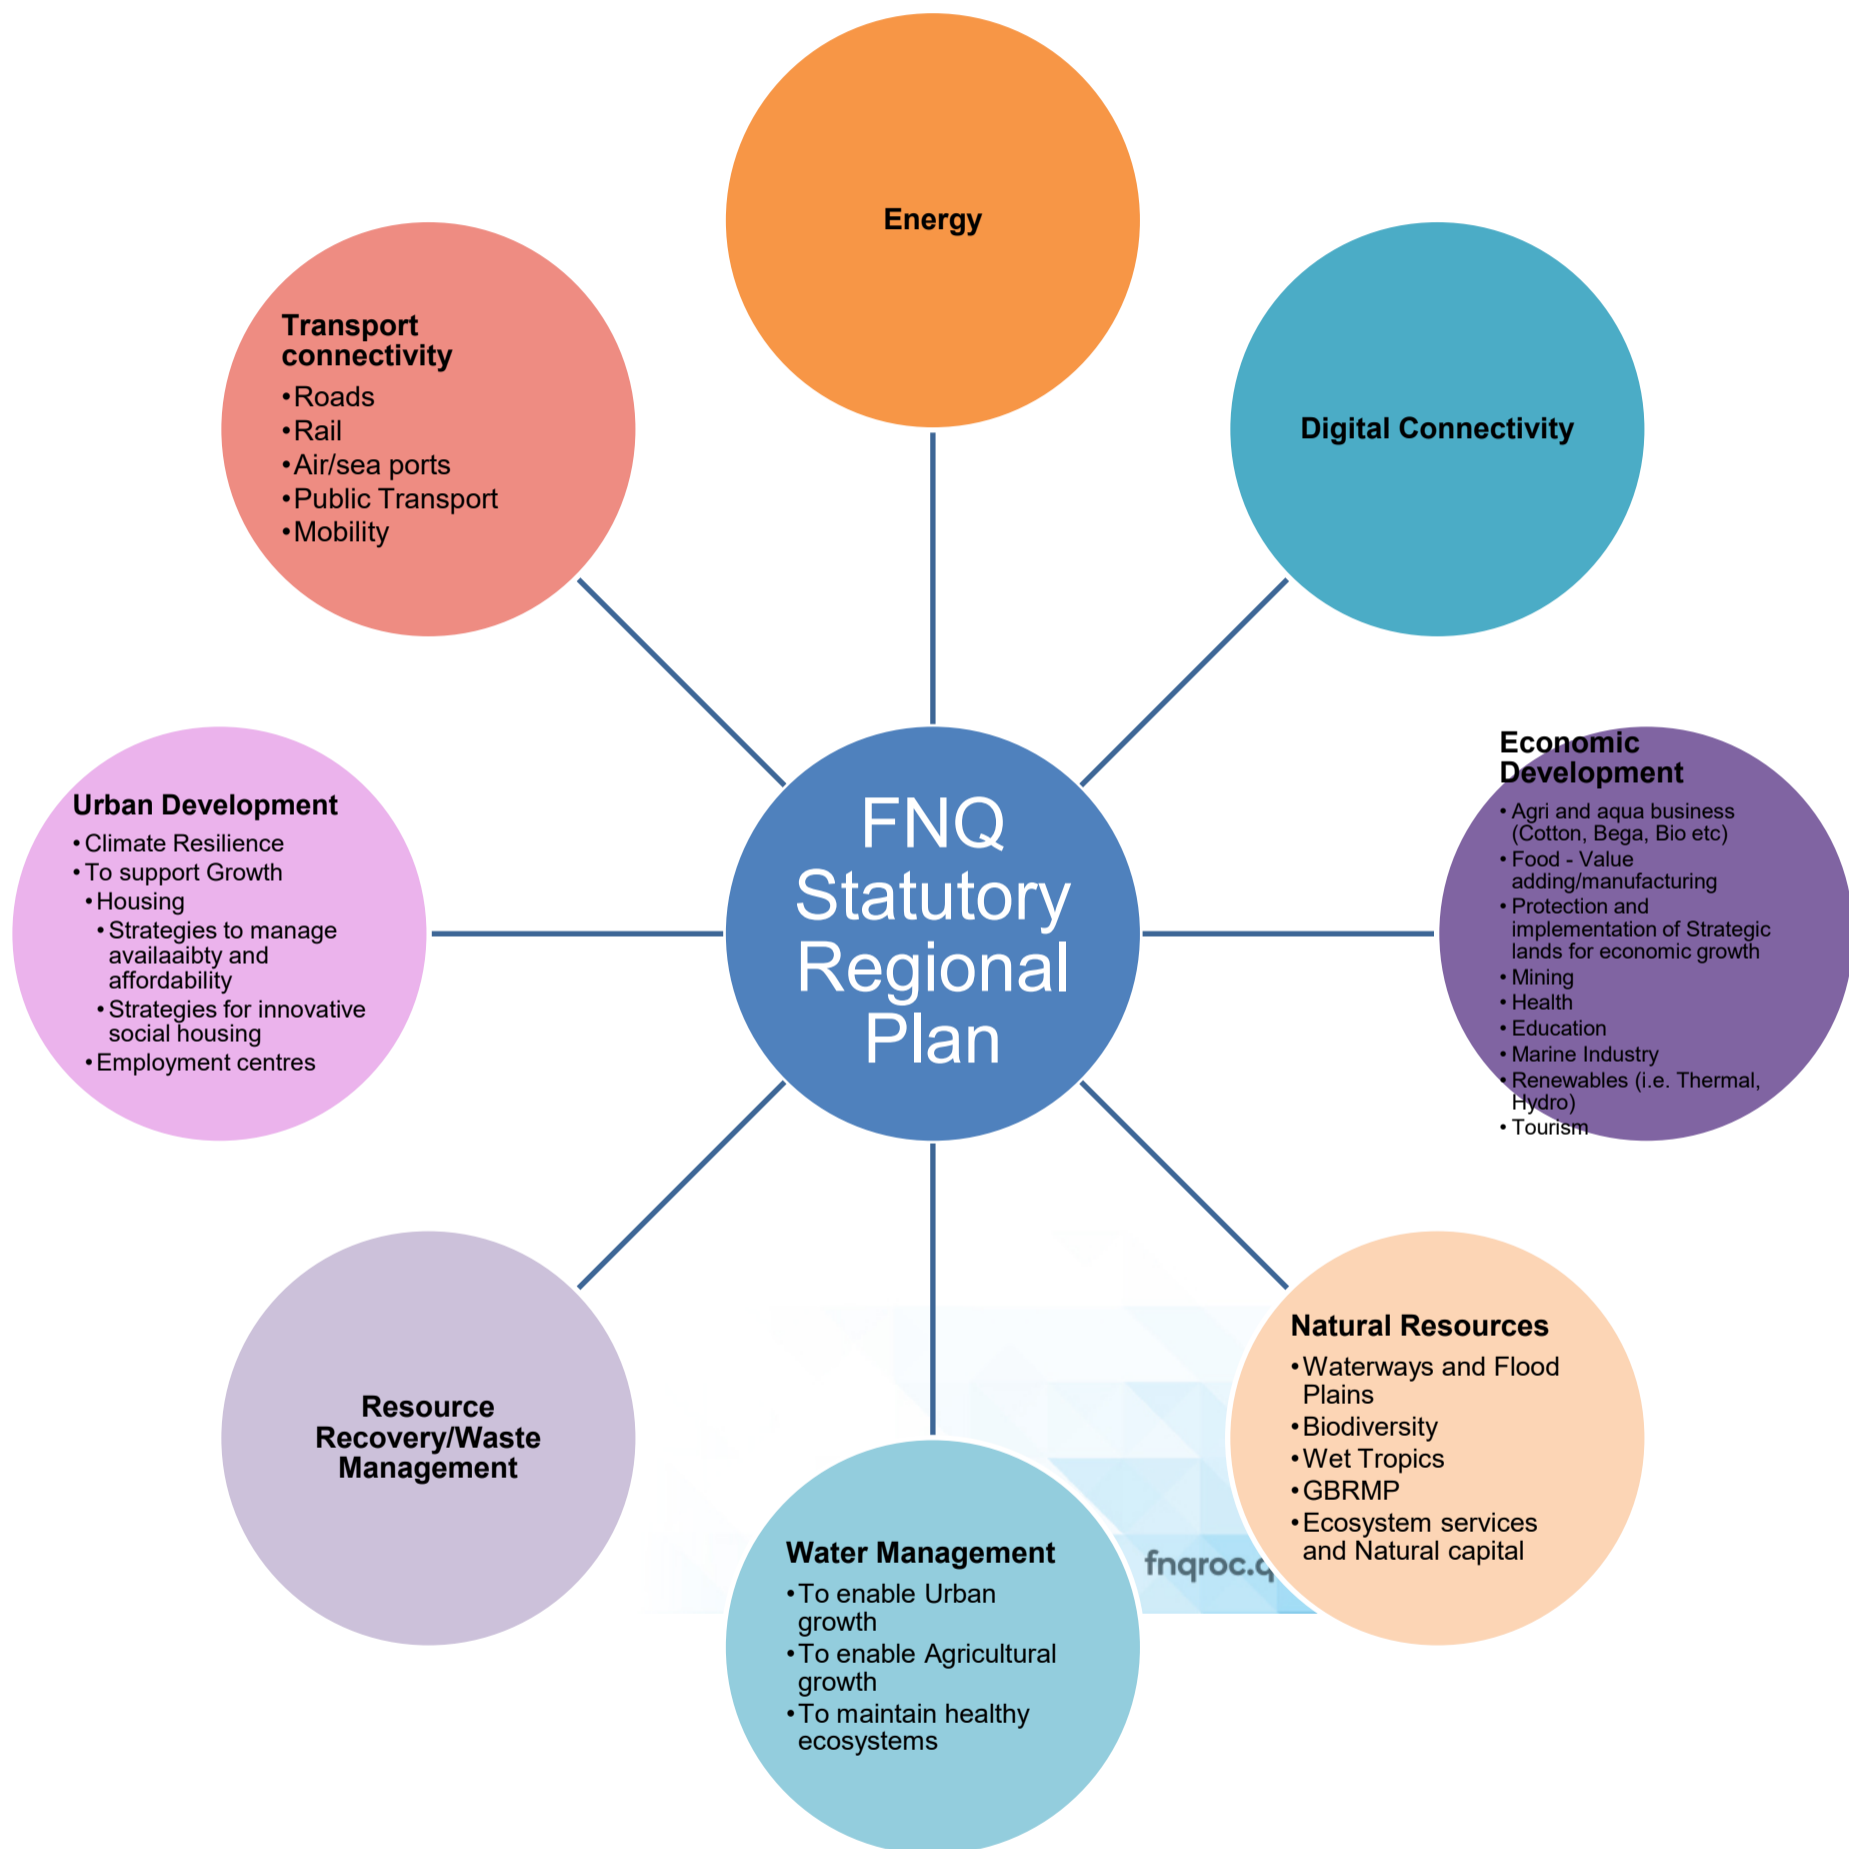 Energy
Digital Connectivity
Transport
connectivity
•Roads
•Rail
•Air/sea ports
•Public Transport
•Mobility
Economic
Development
• Agri and aqua business
(Cotton, Bega, Bio etc)
• Food - Value
adding/manufacturing
• Protection and
implementation of Strategic
lands for economic growth
• Mining
• Health
• Education
• Marine Industry
• Renewables (i.e. Thermal,
Hydro)
• Tourism
Urban Development
• Climate Resilience
• To support Growth
• Housing
• Strategies to manage
availaaibty and
affordability
• Strategies for innovative
social housing
• Employment centres
FNQ
Statutory
Regional
Plan
Natural Resources
•Waterways and Flood
Plains
•Biodiversity
•Wet Tropics
•GBRMP
•Ecosystem services
and Natural capital
Resource
Recovery/Waste
Management
Water Management
•To enable Urban
growth
•To enable Agricultural
growth
•To maintain healthy
ecosystems
fnqroc.q